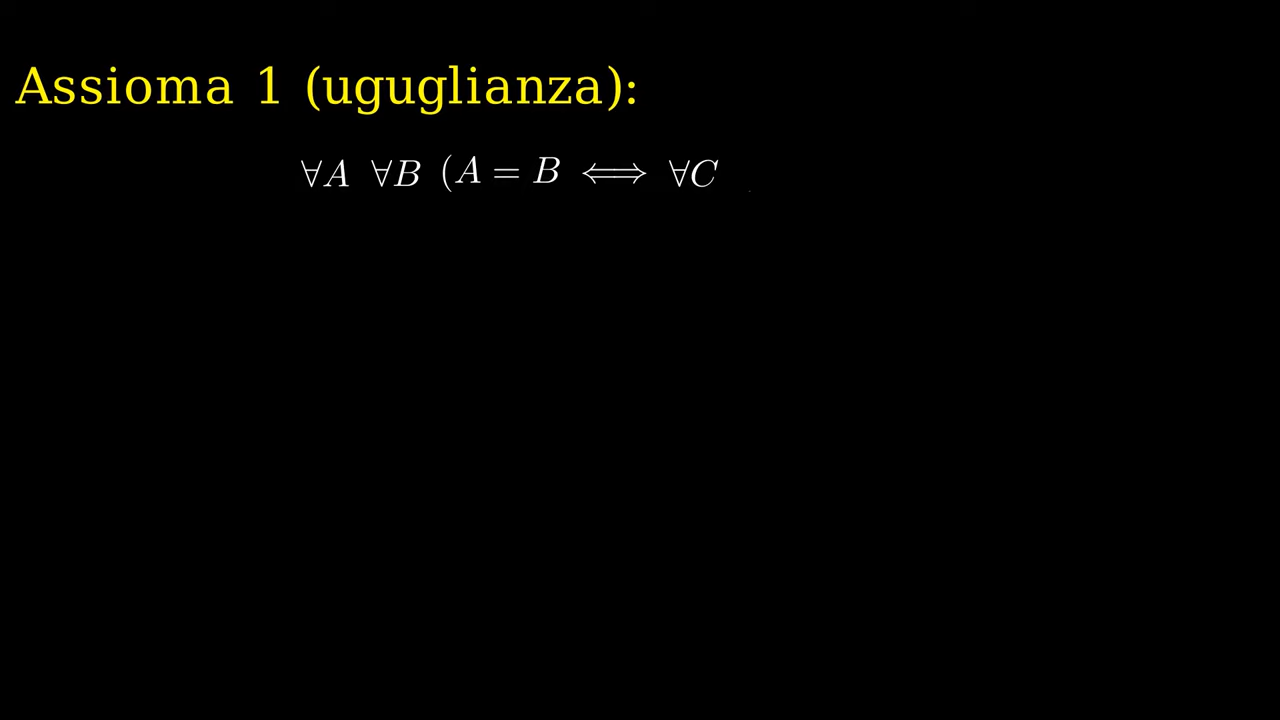 Assioma 1 (uguglianza):
∀A ∀B (A = B ⟺ ∀C